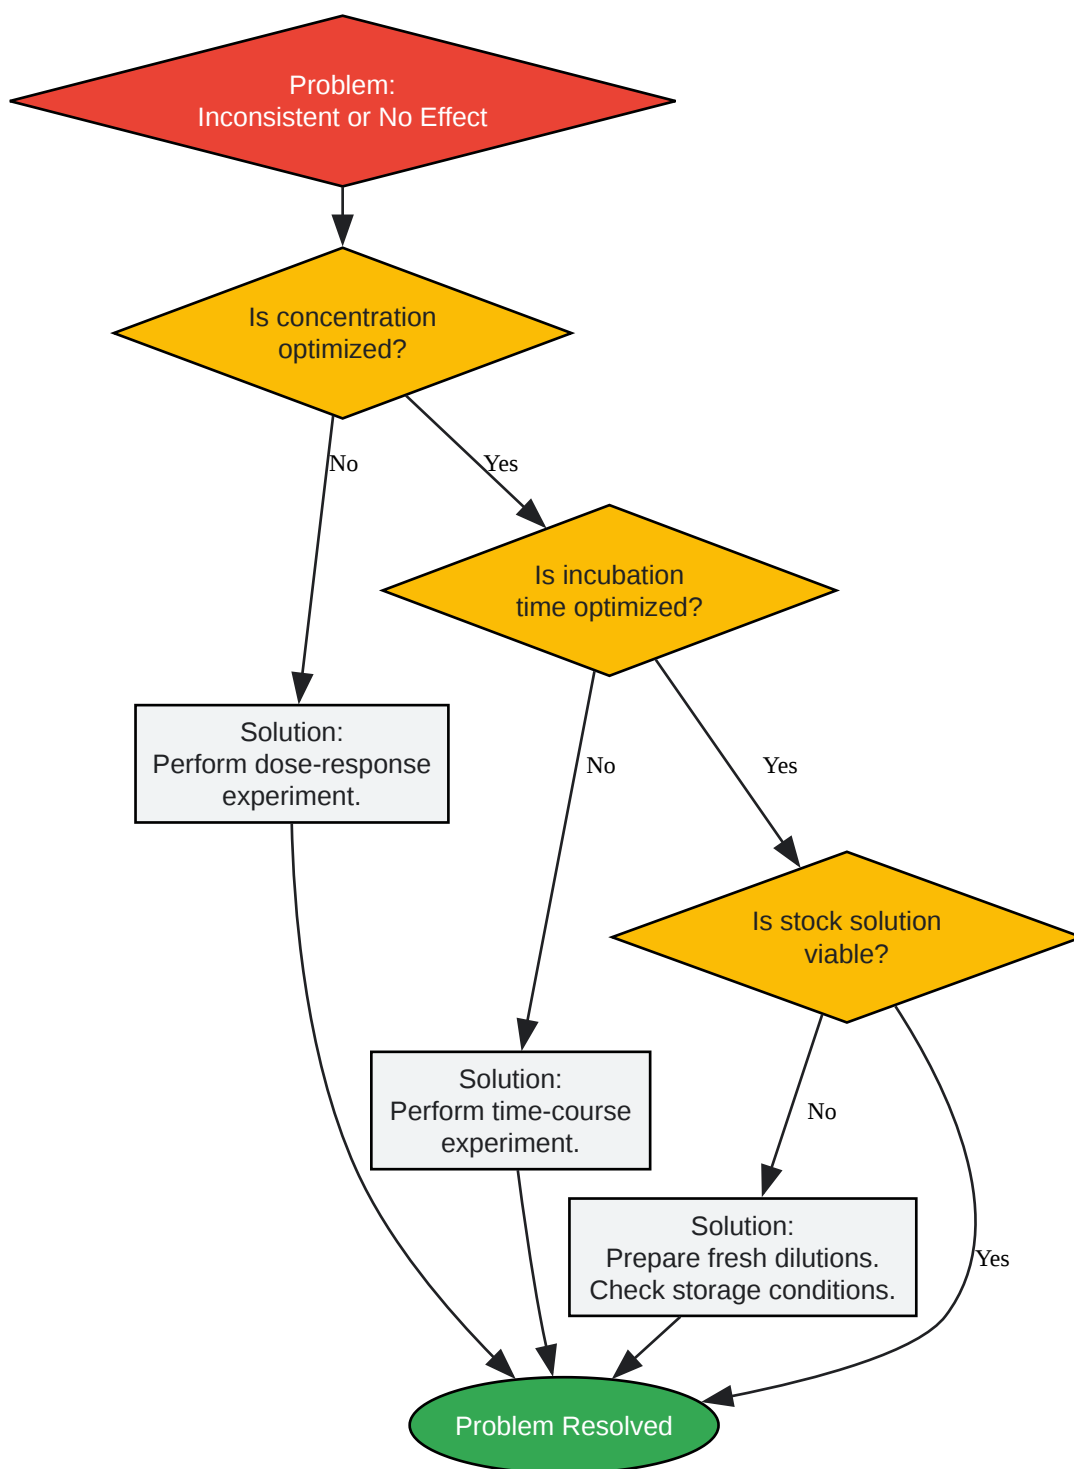 Problem:
Inconsistent or No Effect
Is concentration
optimized?
No
Yes
Is incubation
time optimized?
Solution:
Perform dose-response
experiment.
No
Yes
Is stock solution
viable?
Solution:
Perform time-course
experiment.
No
Solution:
Prepare fresh dilutions.
Check storage conditions.
Yes
Problem Resolved